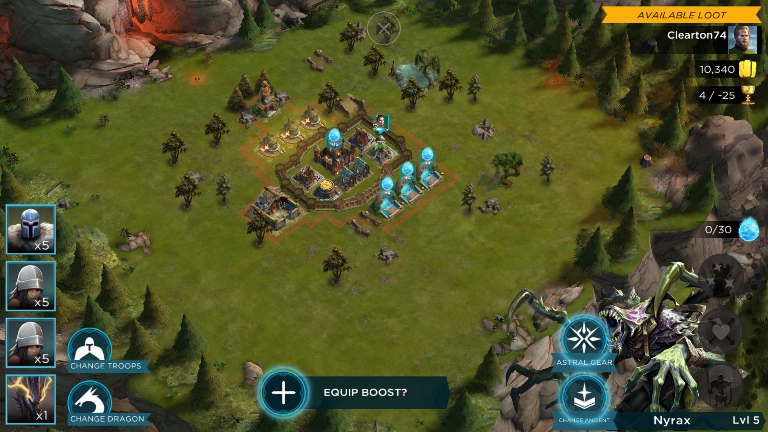 AVAILABLE LOOT
Clearton74
10,340
4 / -25
0/30
x5
x5
x5
x1
CHANGE TROOPS
CHANGE DRAGON
EQUIP BOOST?
ASTRAL GEAR
CHANGE ANCIENT
Nyrax Lvl 5